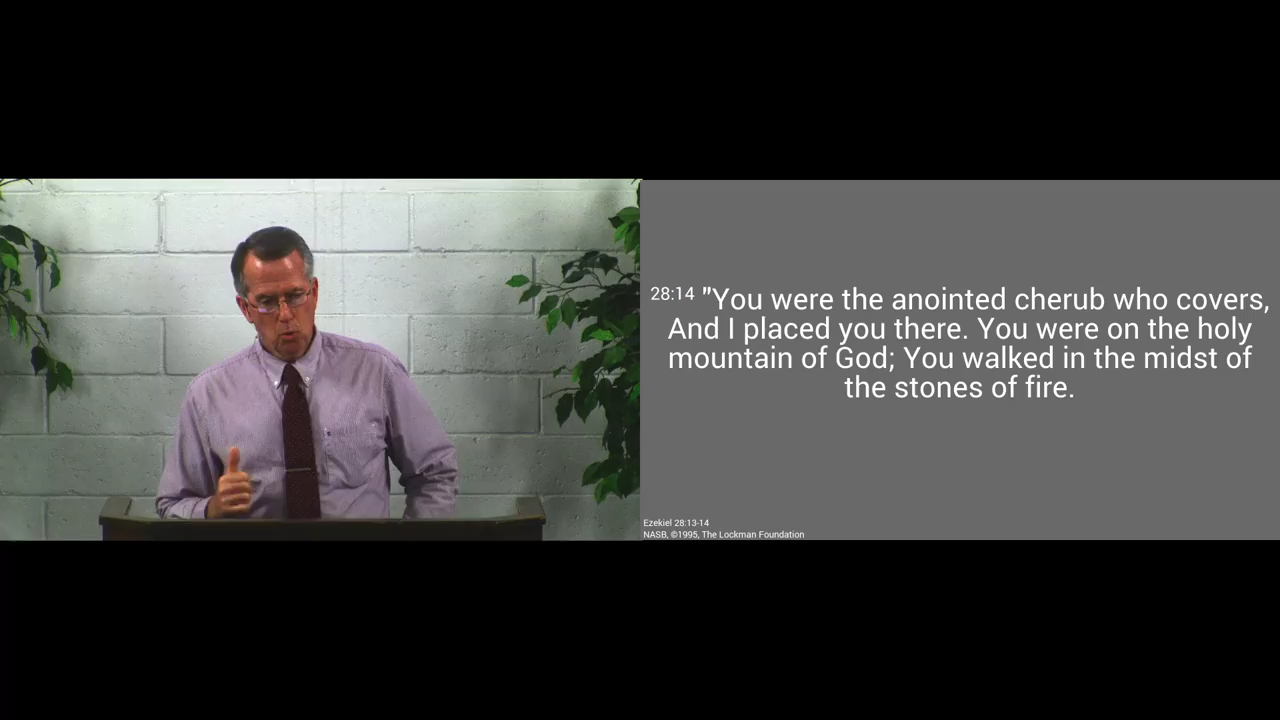 28:14 "You were the anointed cherub who covers,
And I placed you there. You were on the holy
mountain of God; You walked in the midst of
the stones of fire.
Ezekiel 28:13-14
NASB, ©1995, The Lockman Foundation